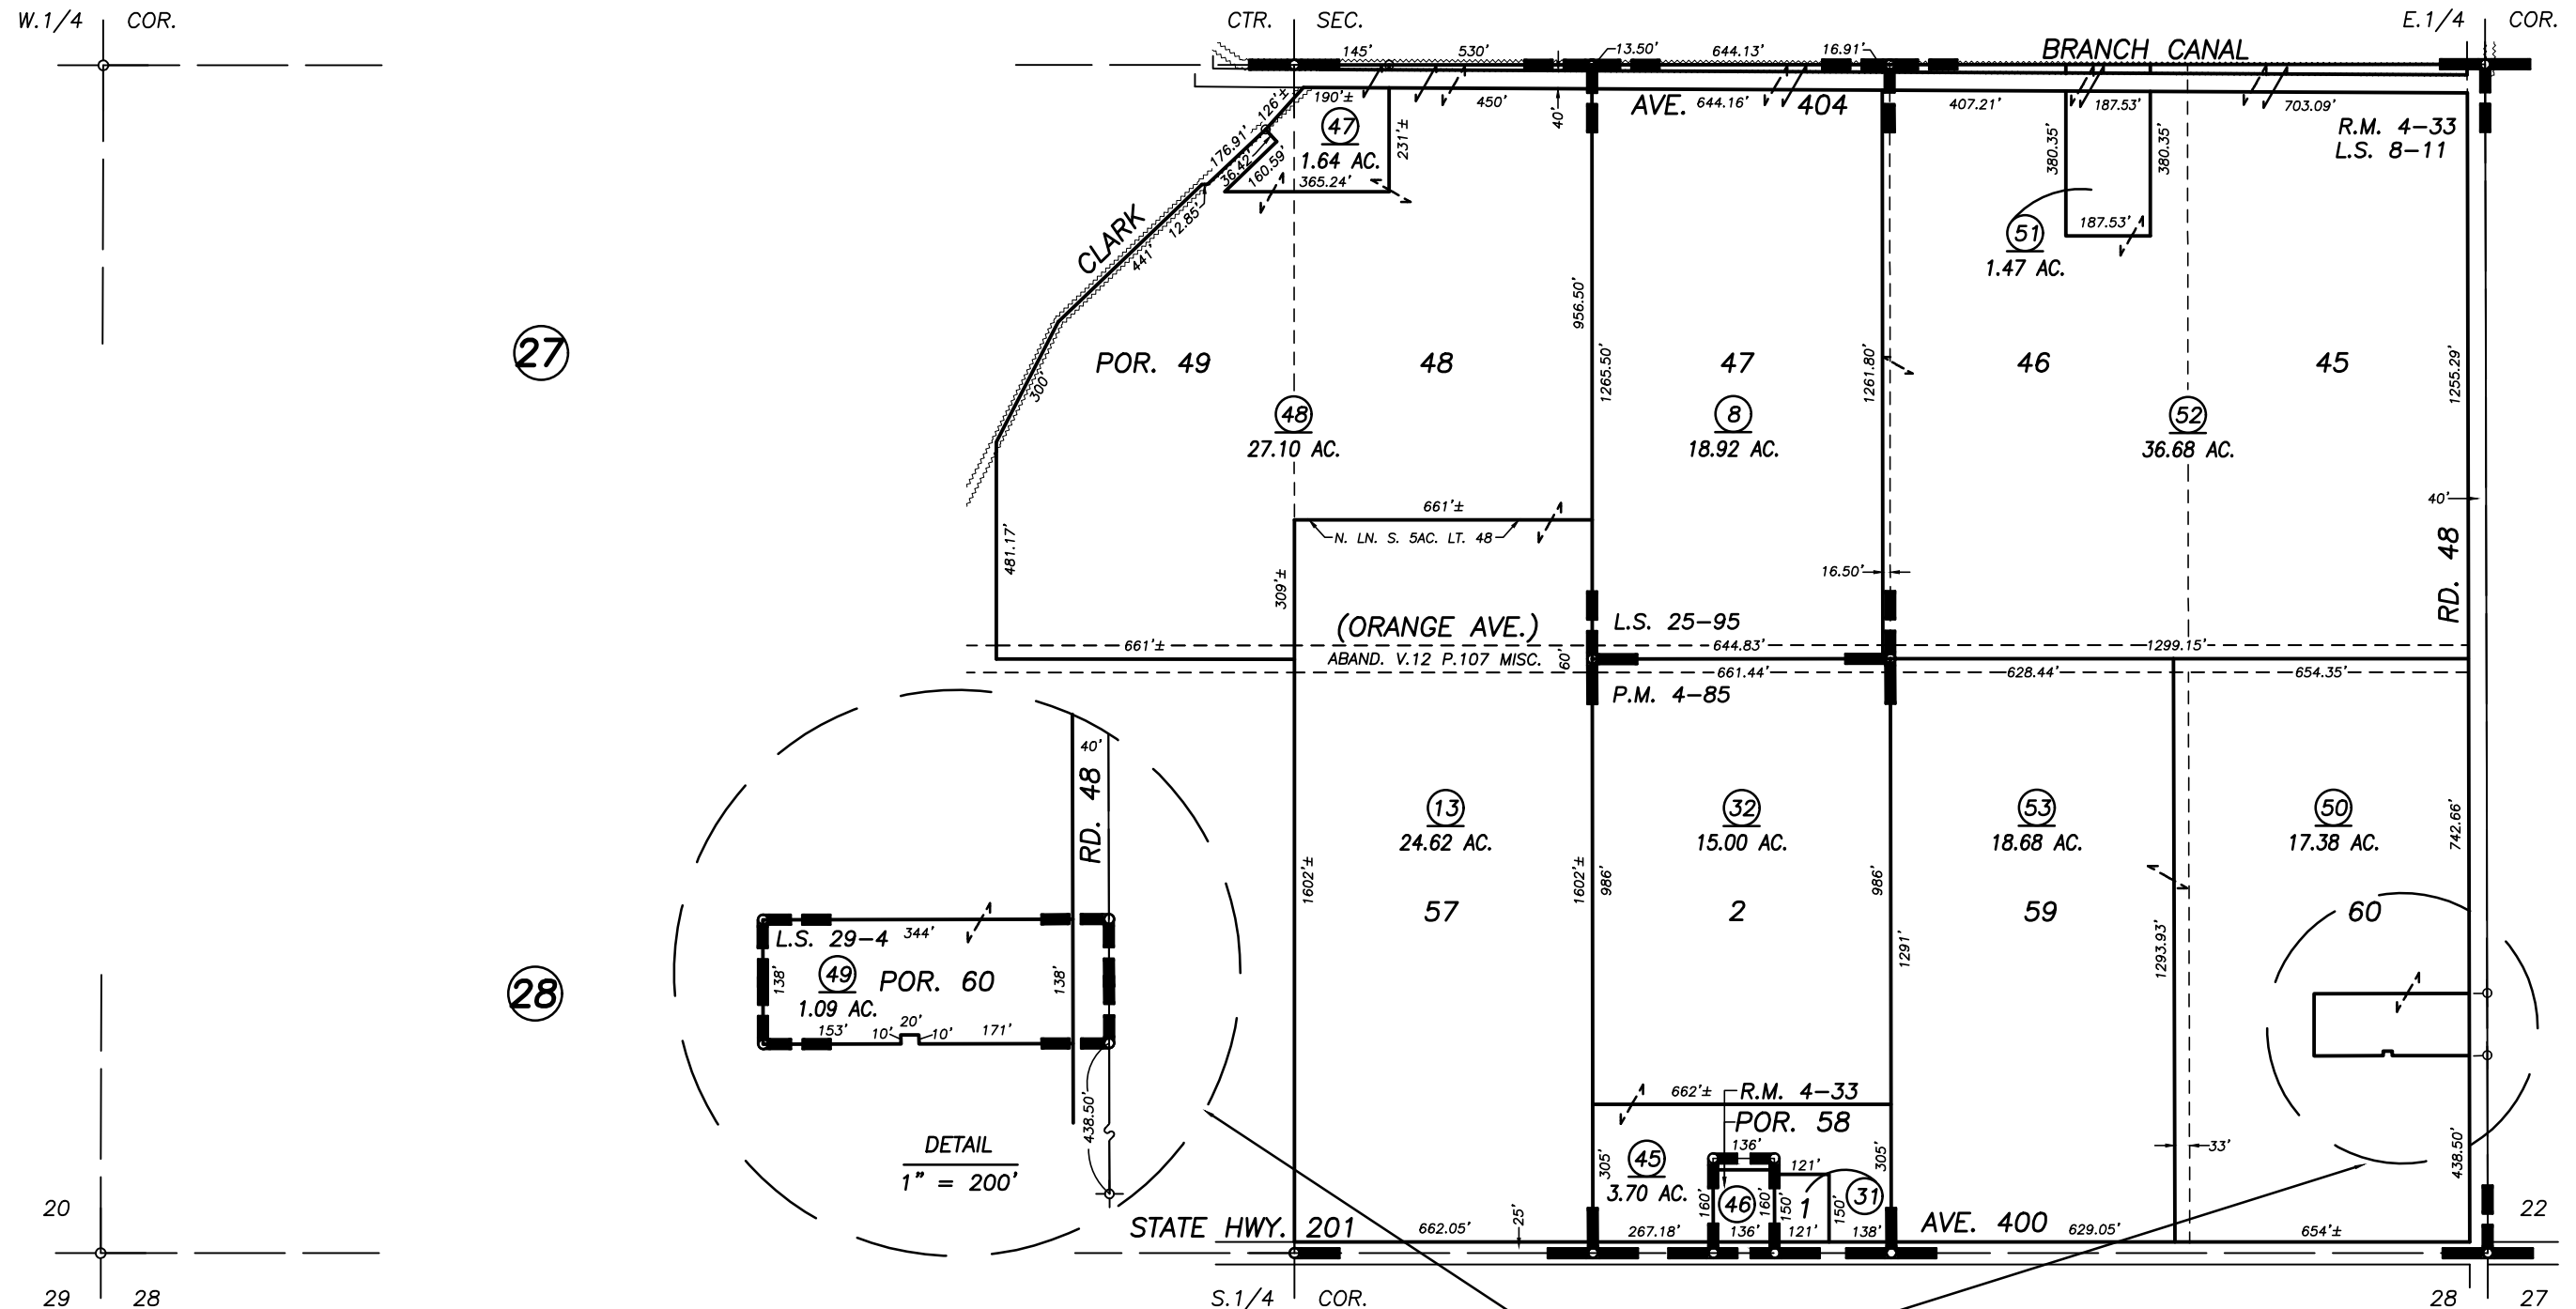 W.1/4 COR.
CTR. SEC.
E.1/4 COR.
145'
530'
13.50'
644.13'
16.91'
BRANCH CANAL
190'±
450'
40'
AVE. 404
644.16'
407.21'
187.53'
703.09'
R.M. 4-33
L.S. 8-11
126'±
176.91'
36.42'
160.59'
47
1.64 AC.
365.24'
231'±
12.85'
CLARK
441'
300'
380.35'
380.35'
187.53'
51
1.47 AC.
956.50'
1265.50'
1261.80'
1255.29'
27
POR. 49
48
47
46
45
48
27.10 AC.
8
18.92 AC.
52
36.68 AC.
40'
RD. 48
661'±
N. LN. S. 5AC. LT. 48
481.17'
309'±
16.50'
(ORANGE AVE.)
L.S. 25-95
661'±
644.83'
1299.15'
ABAND. V.12 P.107 MISC.
60'
661.44'
628.44'
654.35'
P.M. 4-85
40'
RD. 48
13
24.62 AC.
32
15.00 AC.
53
18.68 AC.
50
17.38 AC.
742.66'
1602'±
1602'±
986'
986'
57
2
59
60
1291'
1293.93'
L.S. 29-4
344'
138'
49
POR. 60
138'
1.09 AC.
153'
10'
20'
10'
171'
28
438.50'
DETAIL
1" = 200'
662'±
R.M. 4-33
POR. 58
136'
121'
305'
305'
45
3.70 AC.
160'
46
160'
150'
1
150'
31
33'
438.50'
20
STATE HWY. 201
662.05'
25'
267.18'
136'
121'
138'
AVE. 400
629.05'
654'±
22
29
28
S.1/4 COR.
28
27